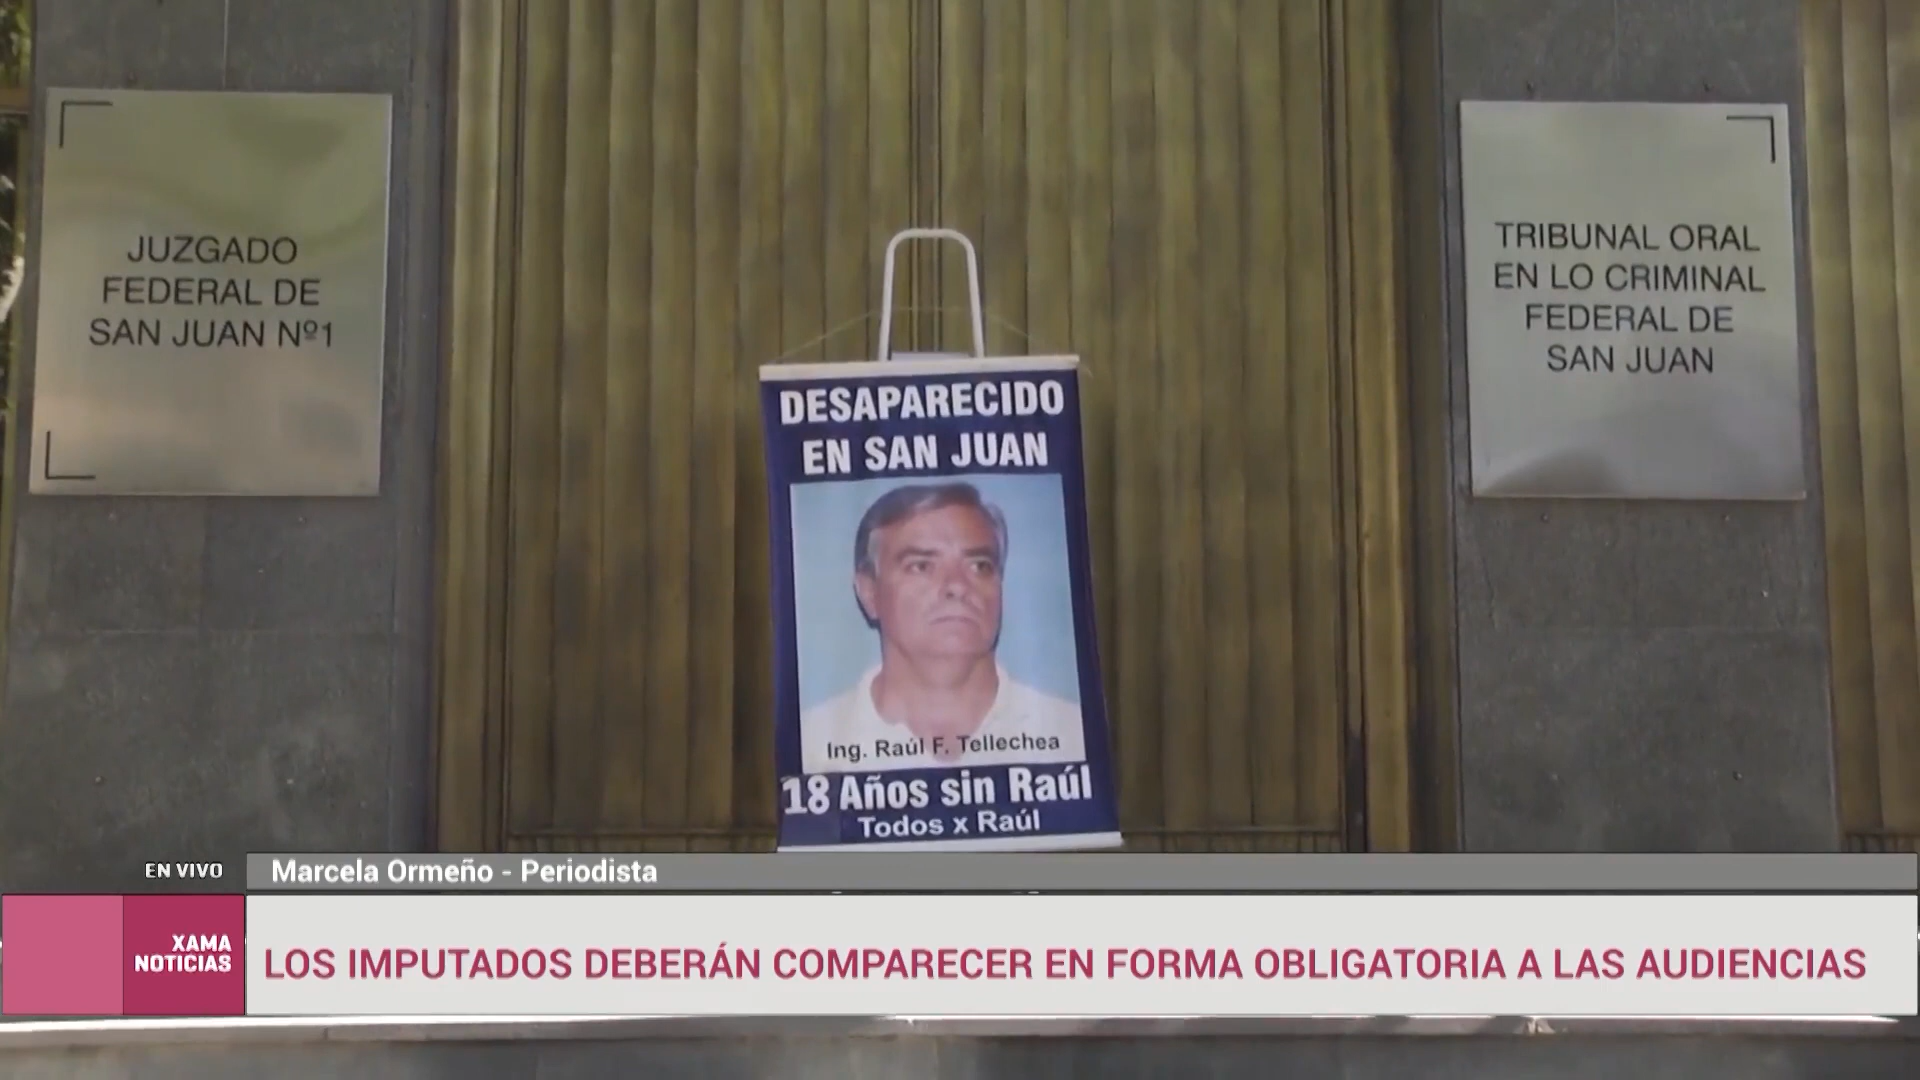 JUZGADO
FEDERAL DE
SAN JUAN Nº1
TRIBUNAL ORAL
EN LO CRIMINAL
FEDERAL DE
SAN JUAN
DESAPARECIDO
EN SAN JUAN
Ing. Raúl F. Tellechea
18 Años sin Raúl
Todos x Raúl
EN VIVO
Marcela Ormeño - Periodista
XAMA
NOTICIAS
LOS IMPUTADOS DEBERÁN COMPARECER EN FORMA OBLIGATORIA A LAS AUDIENCIAS